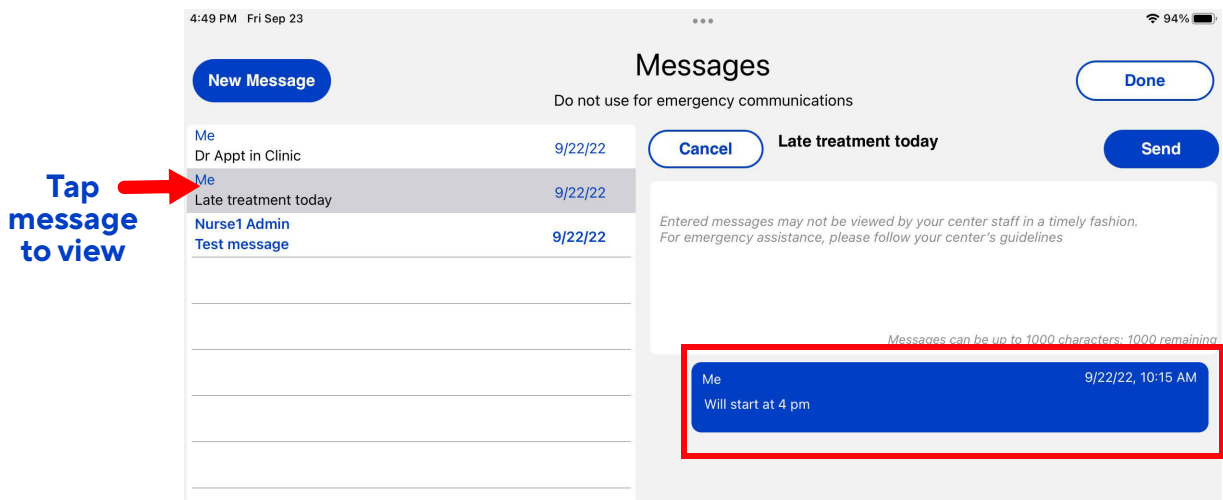 4:49 PM Fri Sep 23
94%
New Message
Messages
Do not use for emergency communications
Done
Tap
message
to view
Me
Dr Appt in Clinic
9/22/22
Me
Late treatment today
9/22/22
Nurse1 Admin
Test message
9/22/22
Cancel
Late treatment today
Send
Entered messages may not be viewed by your center staff in a timely fashion.
For emergency assistance, please follow your center's guidelines
Messages can be up to 1000 characters: 1000 remaining
Me
9/22/22, 10:15 AM
Will start at 4 pm